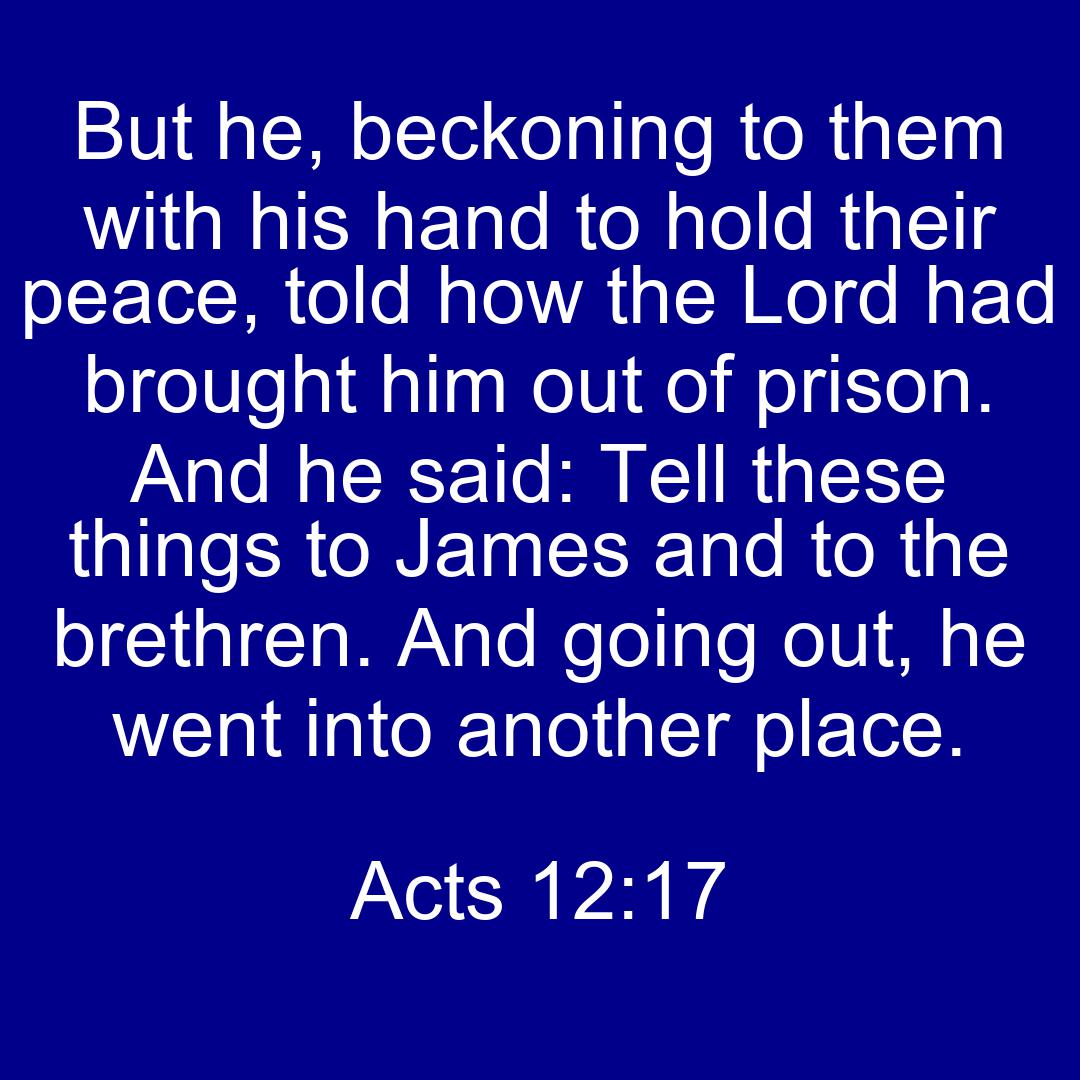 But he, beckoning to them
with his hand to hold their
peace, told how the Lord had
brought him out of prison.
And he said: Tell these
things to James and to the
brethren. And going out, he
went into another place.
Acts 12:17